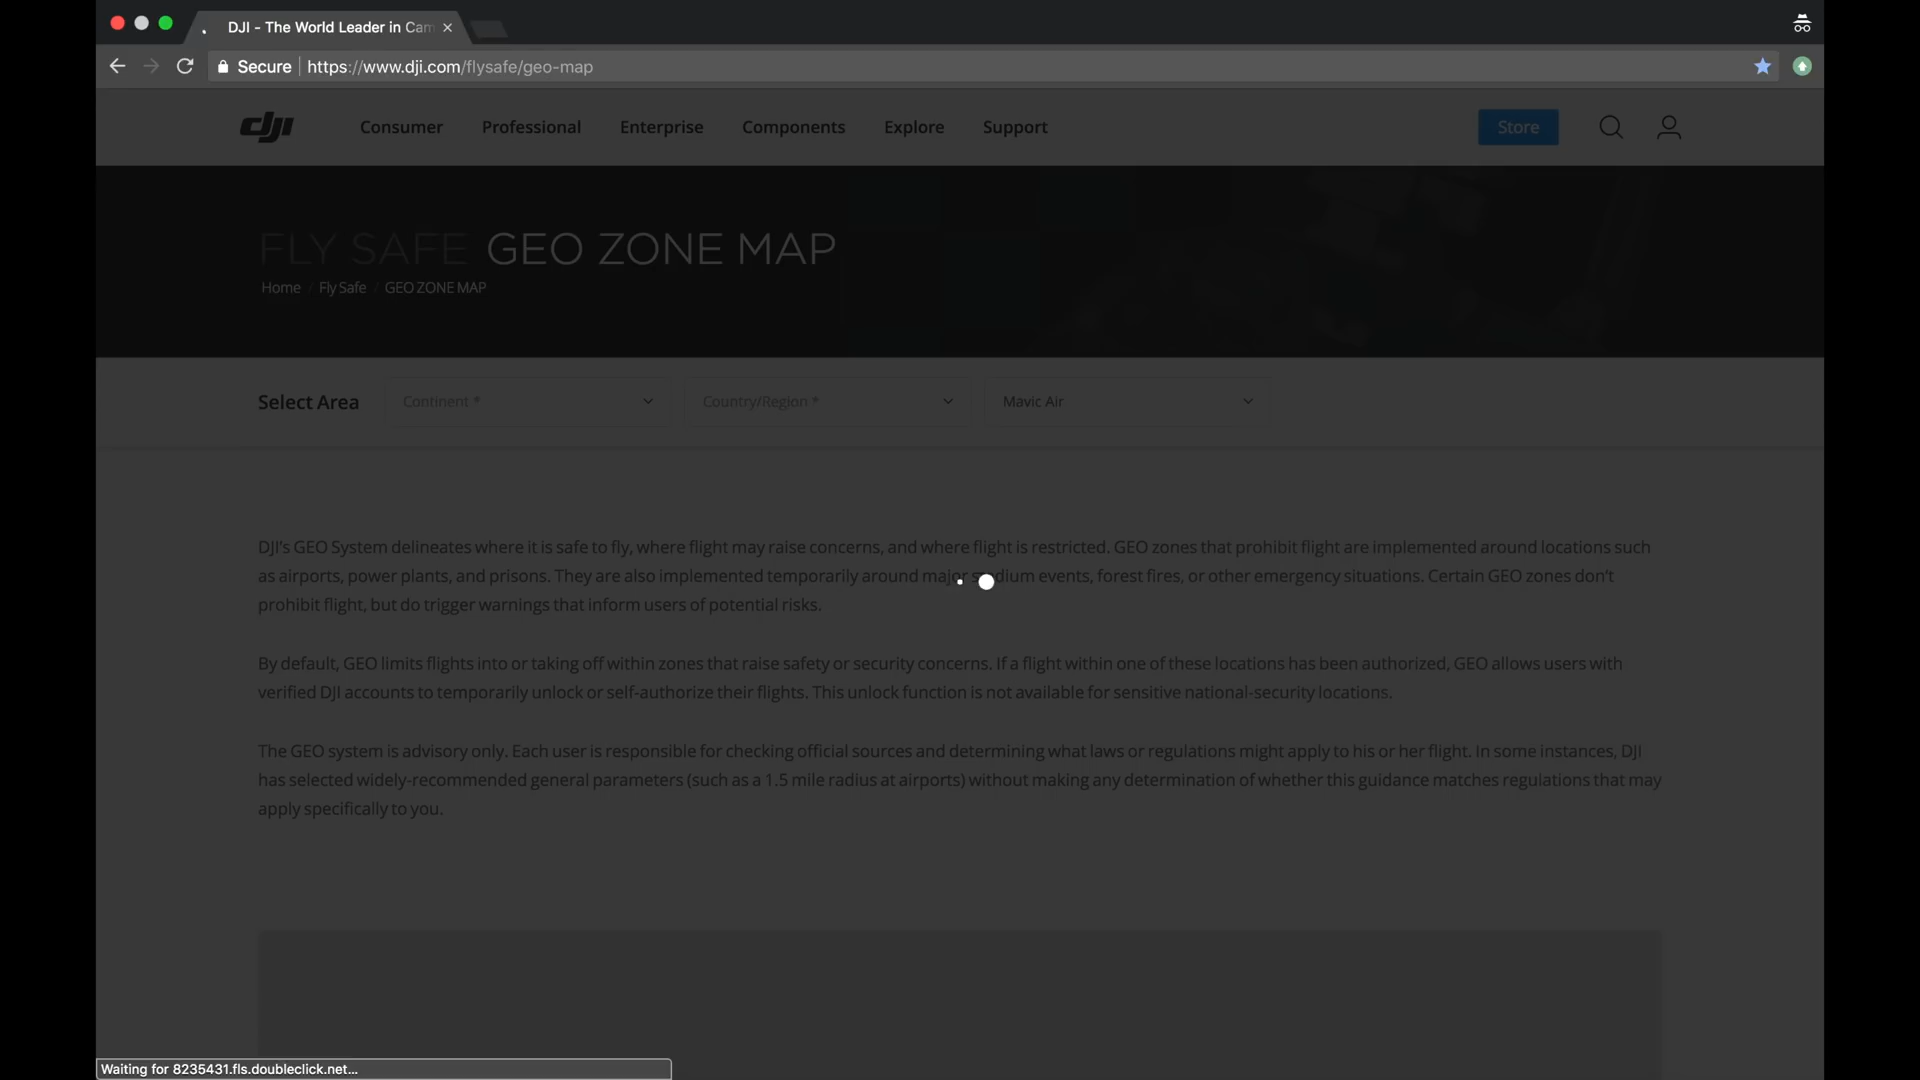 DJI - The World Leader in Cam
Secure https://www.dji.com/flysafe/geo-map
dji Consumer Professional Enterprise Components Explore Support Store
FLY SAFE GEO ZONE MAP
Home / Fly Safe / GEO ZONE MAP
Select Area Continent * Country/Region * Mavic Air
DJI's GEO System delineates where it is safe to fly, where flight may raise concerns, and where flight is restricted. GEO zones that prohibit flight are implemented around locations such
as airports, power plants, and prisons. They are also implemented temporarily around major stadium events, forest fires, or other emergency situations. Certain GEO zones don't
prohibit flight, but do trigger warnings that inform users of potential risks.
By default, GEO limits flights into or taking off within zones that raise safety or security concerns. If a flight within one of these locations has been authorized, GEO allows users with
verified DJI accounts to temporarily unlock or self-authorize their flights. This unlock function is not available for sensitive national-security locations.
The GEO system is advisory only. Each user is responsible for checking official sources and determining what laws or regulations might apply to his or her flight. In some instances, DJI
has selected widely-recommended general parameters (such as a 1.5 mile radius at airports) without making any determination of whether this guidance matches regulations that may
apply specifically to you.
Waiting for 8235431.fls.doubleclick.net...